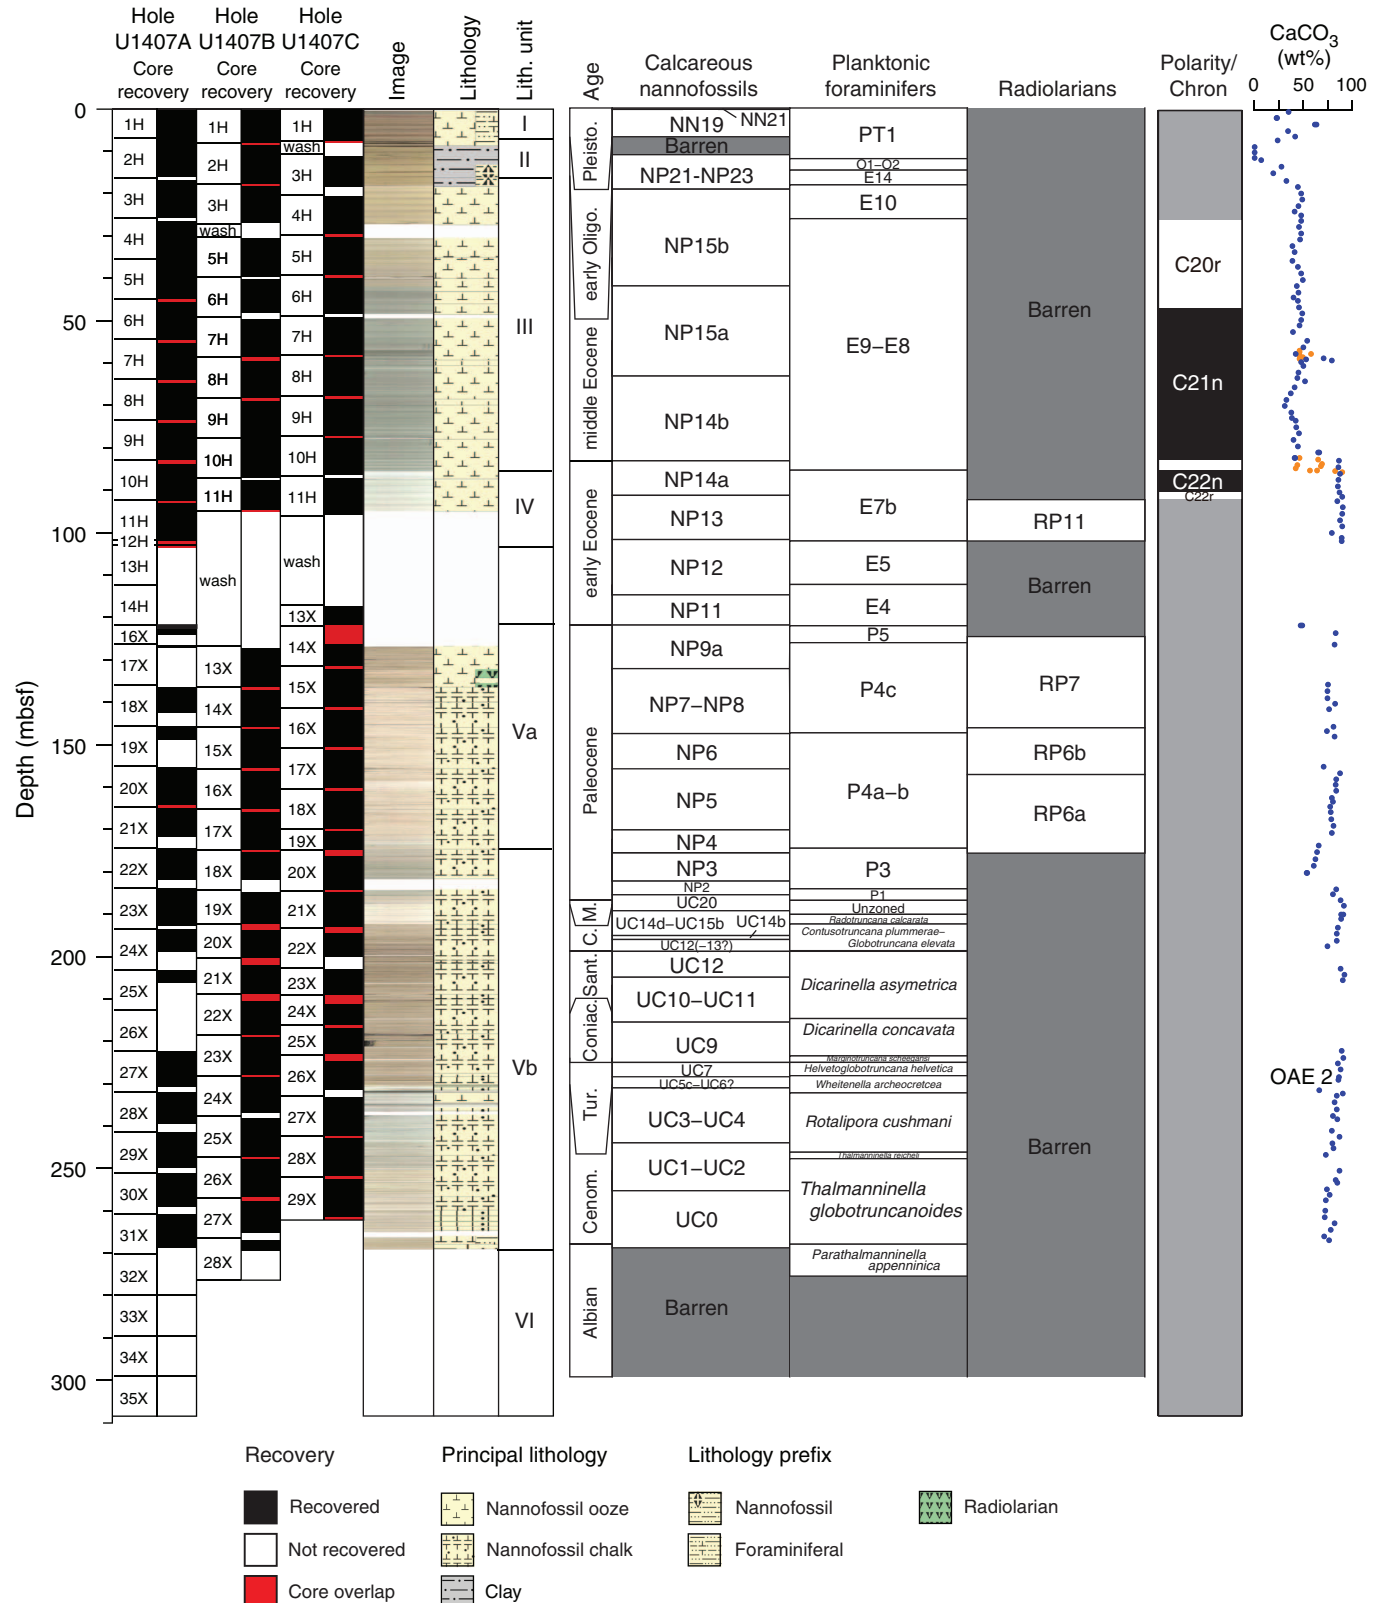 Hole
U1407A
Core
recovery
Hole
U1407B
Core
recovery
Hole
U1407C
Core
recovery
Image
Lithology
Lith. unit
Age
Calcareous
nannofossils
Planktonic
foraminifers
Radiolarians
Polarity/
Chron
CaCO3
(wt%)
0 50 100
Depth (mbsf)
0
50
100
150
200
250
300
1H
2H
3H
4H
5H
6H
7H
8H
9H
10H
11H
12H
13H
14H
16X
17X
18X
19X
20X
21X
22X
23X
24X
25X
26X
27X
28X
29X
30X
31X
32X
33X
34X
35X
1H
2H
3H
wash
5H
6H
7H
8H
9H
10H
11H
wash
13X
14X
15X
16X
17X
18X
19X
20X
21X
22X
23X
24X
25X
26X
27X
28X
1H
wash
3H
4H
5H
6H
7H
8H
9H
10H
11H
wash
13X
14X
15X
16X
17X
18X
19X
20X
21X
22X
23X
24X
25X
26X
27X
28X
29X
I
II
III
IV
Va
Vb
VI
Pleisto.
early Oligo.
middle Eocene
early Eocene
Paleocene
M.
C.
Sant.
Coniac.
Tur.
Cenom.
Albian
NN19
NN21
Barren
NP21-NP23
NP15b
NP15a
NP14b
NP14a
NP13
NP12
NP11
NP9a
NP7−NP8
NP6
NP5
NP4
NP3
NP2
UC20
UC14d−UC15b
UC14b
UC12(−13?)
UC12
UC10−UC11
UC9
UC7
UC5c−UC6?
UC3−UC4
UC1−UC2
UC0
Barren
PT1
O1−O2
E14
E10
E9−E8
E7b
E5
E4
P5
P4c
P4a−b
P3
P1
Unzoned
Radotruncana calcarata
Contusotruncana plummerae−
Globotruncana elevata
Dicarinella asymetrica
Dicarinella concavata
Marginotruncana scheegansi
Helvetoglobotruncana helvetica
Wheitenella archeocretcea
Rotalipora cushmani
Thalmanninella reicheli
Thalmanninella
globotruncanoides
Parathalmanninella
appenninica
Barren
RP11
Barren
RP7
RP6b
RP6a
Barren
C20r
C21n
C22n
C22r
OAE 2
Recovery
Recovered
Not recovered
Core overlap
Principal lithology
Nannofossil ooze
Nannofossil chalk
Clay
Lithology prefix
Nannofossil
Foraminiferal
Radiolarian